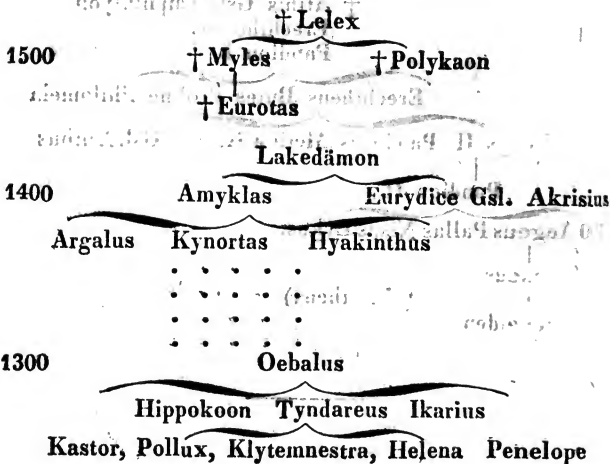 † Lelex
1500 † Myles † Polykaon
† Eurotas
Lakedämon
1400 Amyklas Eurydice Gsl. Akrisius
Argalus Kynortas Hyakinthus
1300 Oebalus
Hippokoon Tyndareus Ikarius
Kastor, Pollux, Klytemnestra, Helena Penelope